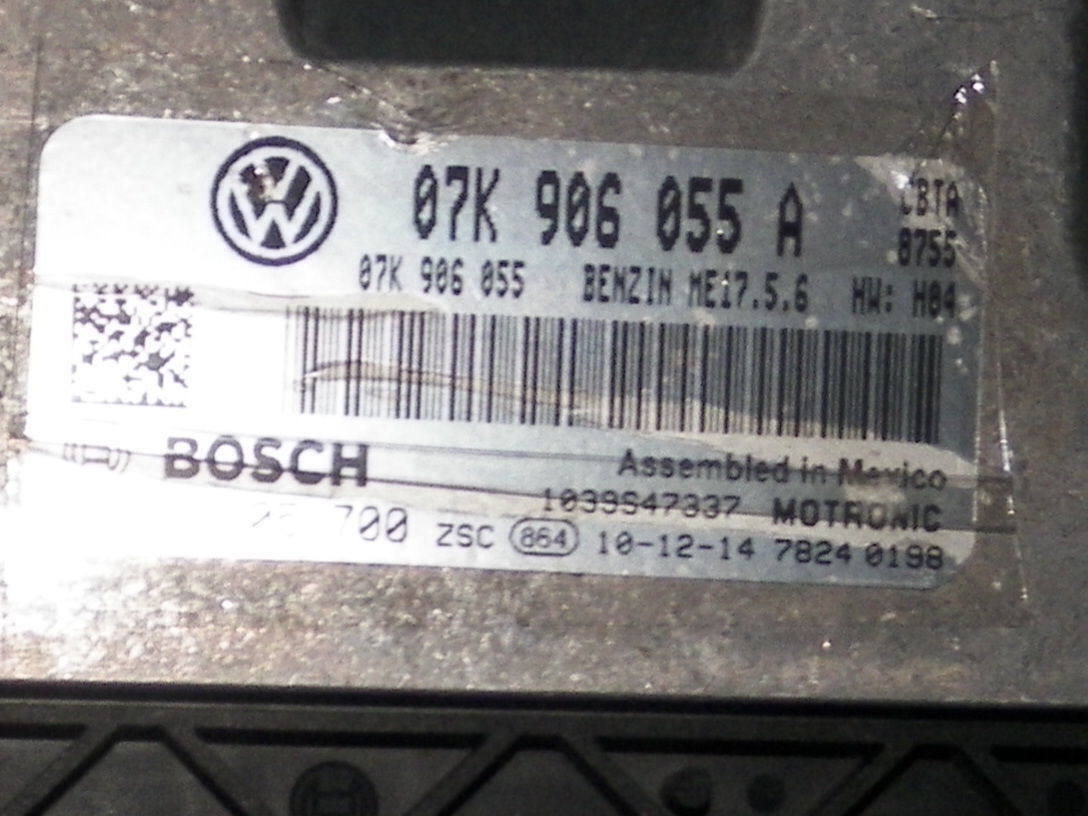 07K 906 055 A CBTA
8755
07K 906 055 BENZIN ME17.5.6 HW: H04
BOSCH Assembled in Mexico
1039S47337 MOTRONIC
700 ZSC 864 10-12-14 7824 0198